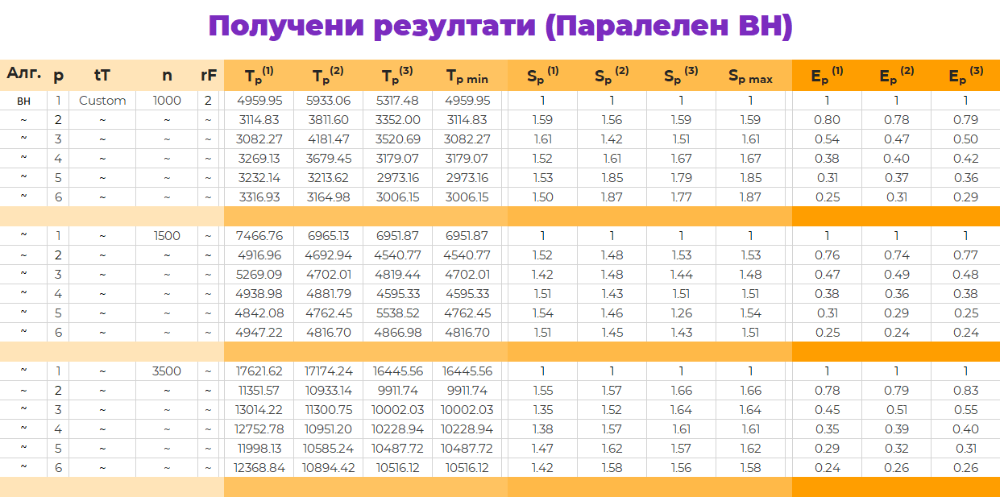 Получени резултати (Паралелен BH)
Алг. p tT n rF Tp(1) Tp(2) Tp(3) Tp min Sp(1) Sp(2) Sp(3) Sp max Ep(1) Ep(2) Ep(3)
BH 1 Custom 1000 2 4959.95 5933.06 5317.48 4959.95 1 1 1 1 1 1 1
~ 2 ~ ~ ~ 3114.83 3811.60 3352.00 3114.83 1.59 1.56 1.59 1.59 0.80 0.78 0.79
~ 3 ~ ~ ~ 3082.27 4181.47 3520.69 3082.27 1.61 1.42 1.51 1.61 0.54 0.47 0.50
~ 4 ~ ~ ~ 3269.13 3679.45 3179.07 3179.07 1.52 1.61 1.67 1.67 0.38 0.40 0.42
~ 5 ~ ~ ~ 3232.14 3213.62 2973.16 2973.16 1.53 1.85 1.79 1.85 0.31 0.37 0.36
~ 6 ~ ~ ~ 3316.93 3164.98 3006.15 3006.15 1.50 1.87 1.77 1.87 0.25 0.31 0.29
~ 1 ~ 1500 ~ 7466.76 6965.13 6951.87 6951.87 1 1 1 1 1 1 1
~ 2 ~ ~ ~ 4916.96 4692.94 4540.77 4540.77 1.52 1.48 1.53 1.53 0.76 0.74 0.77
~ 3 ~ ~ ~ 5269.09 4702.01 4819.44 4702.01 1.42 1.48 1.44 1.48 0.47 0.49 0.48
~ 4 ~ ~ ~ 4938.98 4881.79 4595.33 4595.33 1.51 1.43 1.51 1.51 0.38 0.36 0.38
~ 5 ~ ~ ~ 4842.08 4762.45 5538.52 4762.45 1.54 1.46 1.26 1.54 0.31 0.29 0.25
~ 6 ~ ~ ~ 4947.22 4816.70 4866.98 4816.70 1.51 1.45 1.43 1.51 0.25 0.24 0.24
~ 1 ~ 3500 ~ 17621.62 17174.24 16445.56 16445.56 1 1 1 1 1 1 1
~ 2 ~ ~ ~ 11351.57 10933.14 9911.74 9911.74 1.55 1.57 1.66 1.66 0.78 0.79 0.83
~ 3 ~ ~ ~ 13014.22 11300.75 10002.03 10002.03 1.35 1.52 1.64 1.64 0.45 0.51 0.55
~ 4 ~ ~ ~ 12752.78 10951.20 10228.94 10228.94 1.38 1.57 1.61 1.61 0.35 0.39 0.40
~ 5 ~ ~ ~ 11998.13 10585.24 10487.72 10487.72 1.47 1.62 1.57 1.62 0.29 0.32 0.31
~ 6 ~ ~ ~ 12368.84 10894.42 10516.12 10516.12 1.42 1.58 1.56 1.58 0.24 0.26 0.26